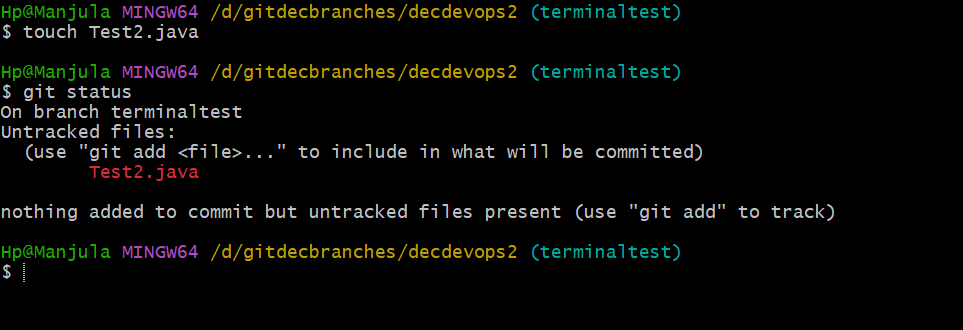 Hp@Manjula MINGW64 /d/gitdecbranches/decdevops2 (terminaltest)
$ touch Test2.java
Hp@Manjula MINGW64 /d/gitdecbranches/decdevops2 (terminaltest)
$ git status
On branch terminaltest
Untracked files:
  (use "git add <file>..." to include in what will be committed)
        Test2.java
nothing added to commit but untracked files present (use "git add" to track)
Hp@Manjula MINGW64 /d/gitdecbranches/decdevops2 (terminaltest)
$